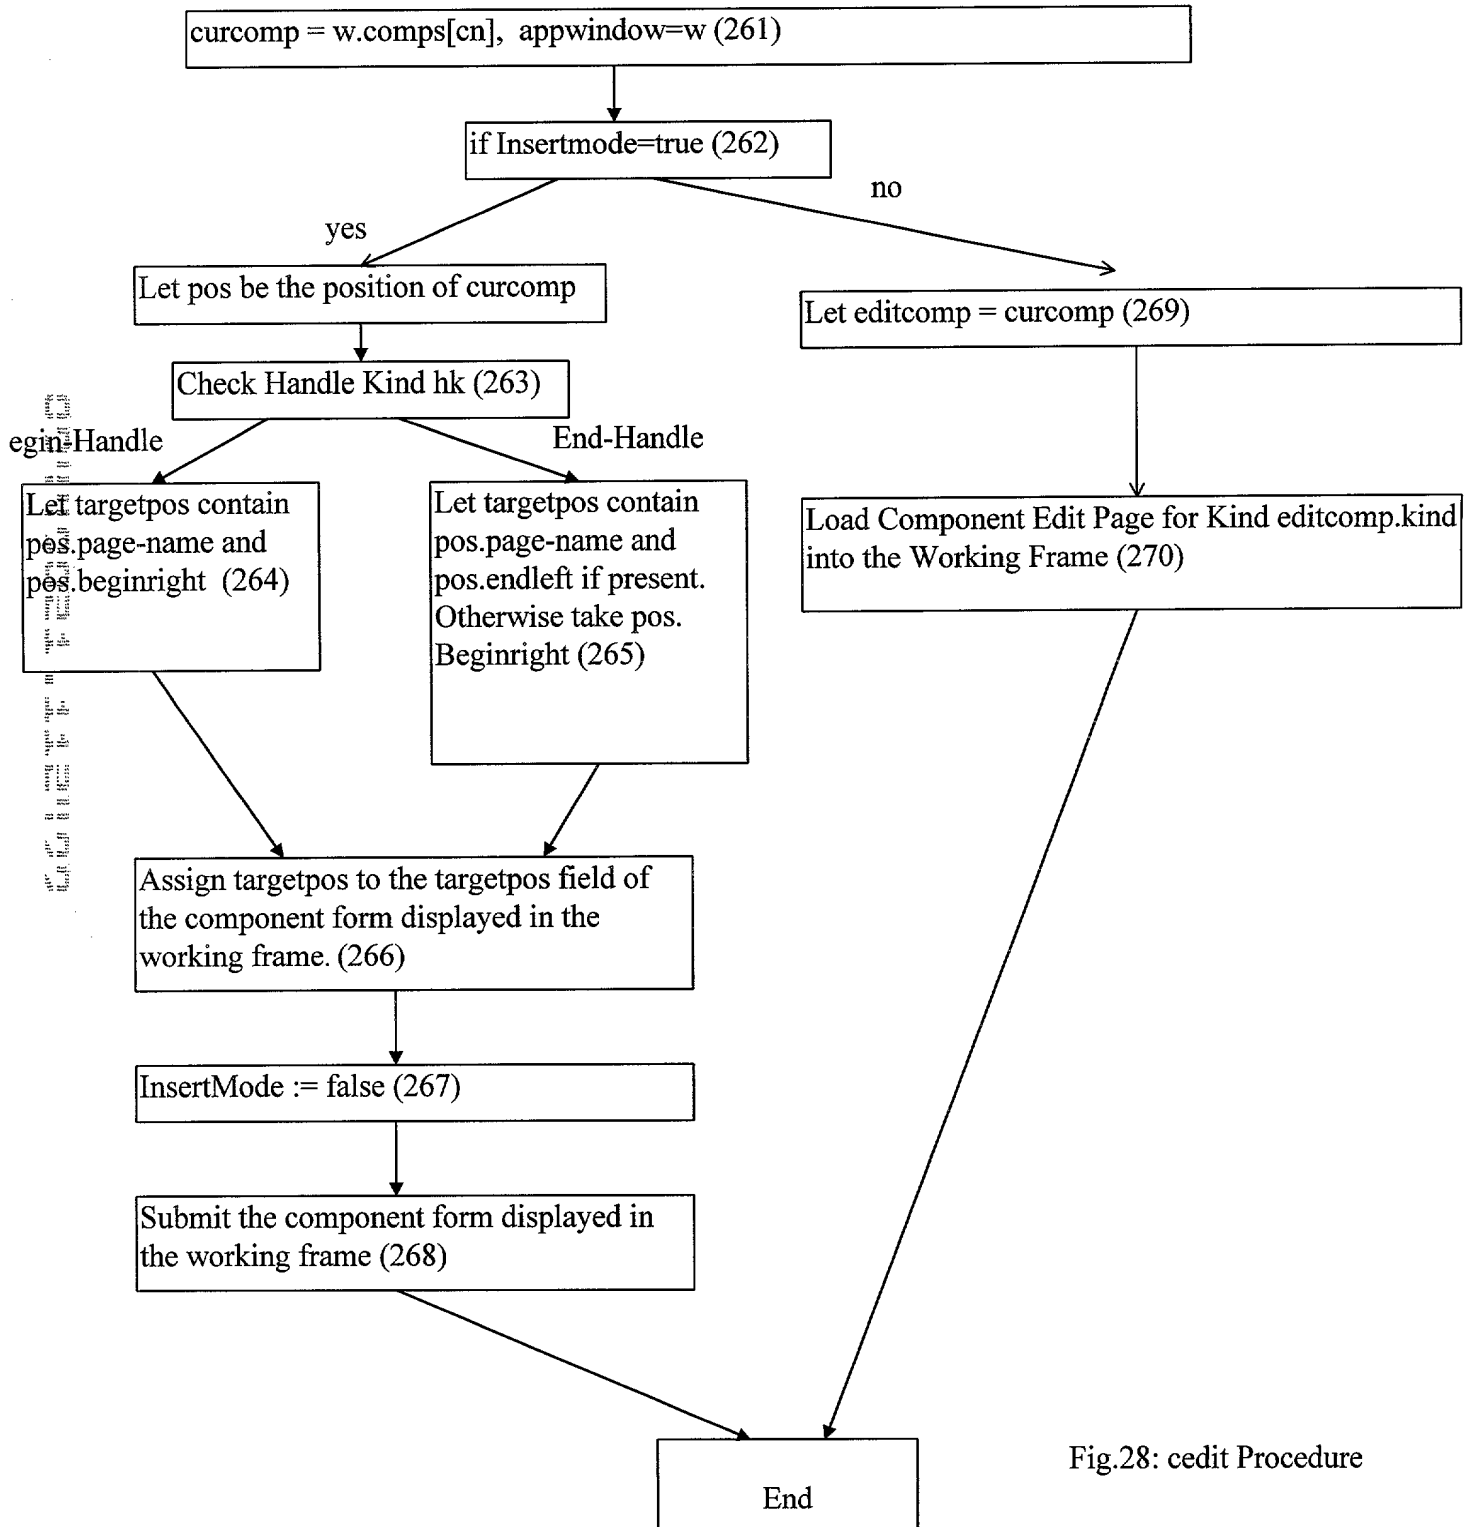 curcomp = w.comps[cn], appwindow=w (261)
if Insertmode=true (262)
no
yes
Let pos be the position of curcomp
Let editcomp = curcomp (269)
Check Handle Kind hk (263)
egin-Handle
End-Handle
Let targetpos contain
pos.page-name and
pos.beginright (264)
Let targetpos contain
pos.page-name and
pos.endleft if present.
Otherwise take pos.
Beginright (265)
Load Component Edit Page for Kind editcomp.kind
into the Working Frame (270)
Assign targetpos to the targetpos field of
the component form displayed in the
working frame. (266)
InsertMode := false (267)
Submit the component form displayed in
the working frame (268)
Fig.28: cedit Procedure
End